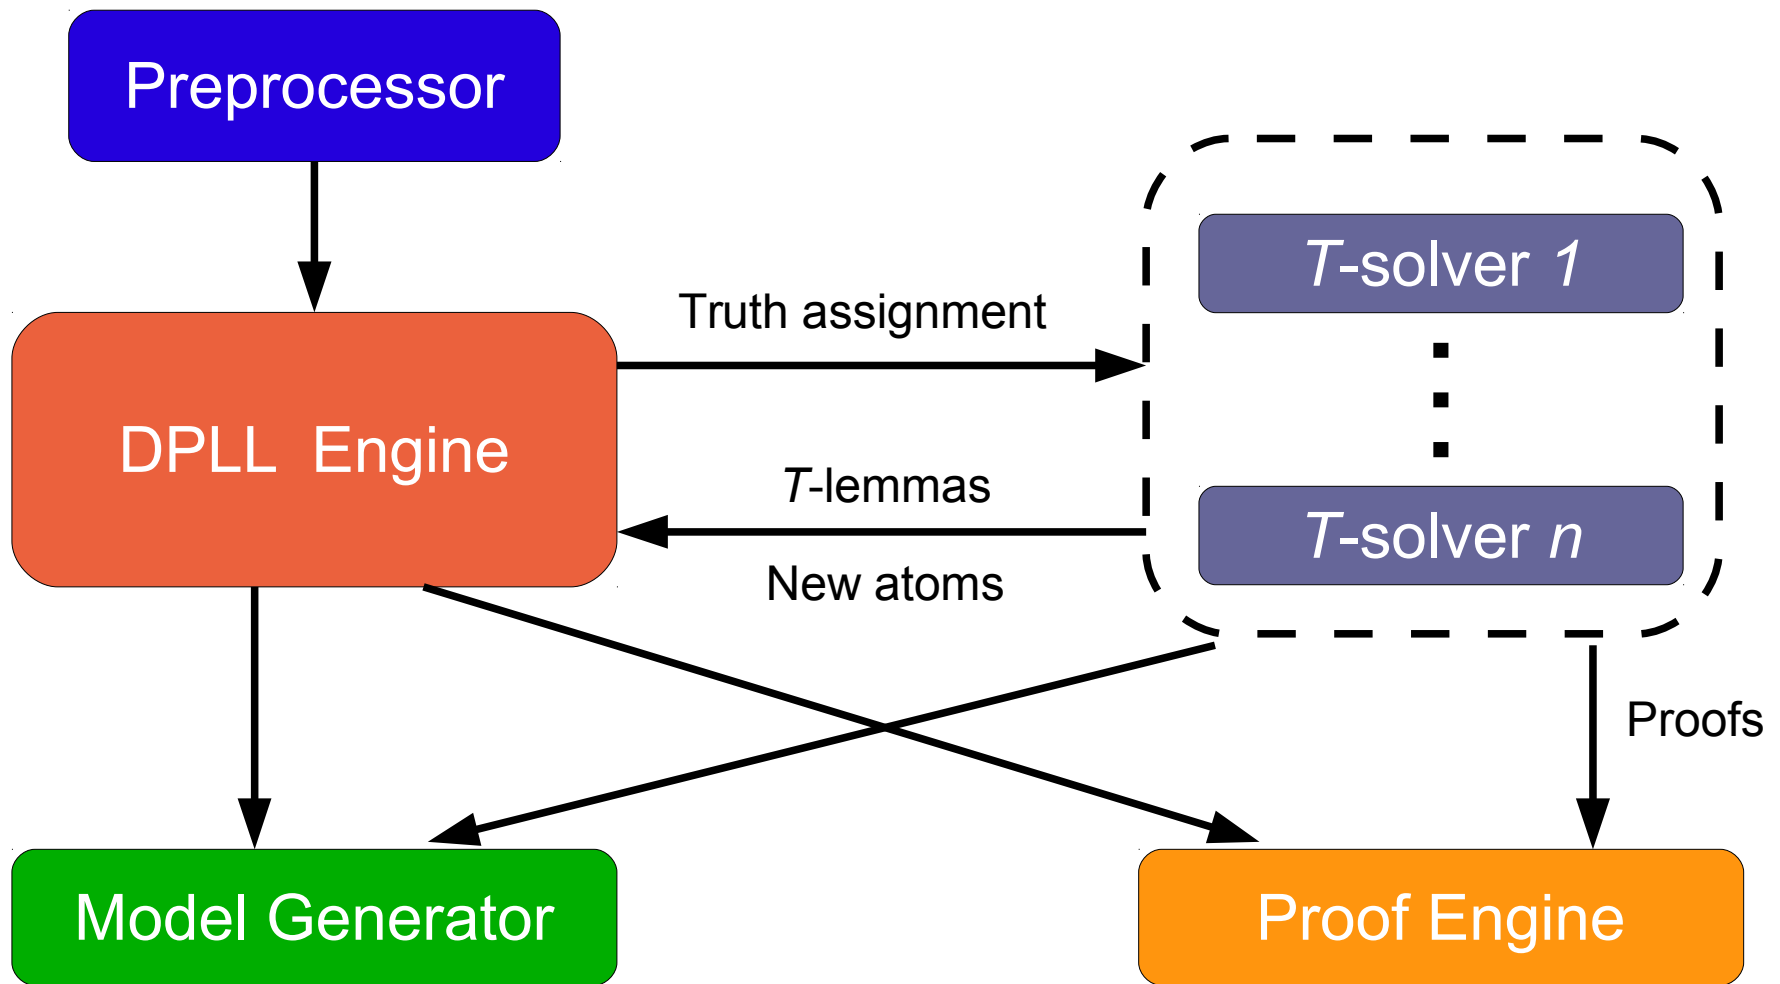 Preprocessor
T-solver 1
Truth assignment
DPLL Engine
T-lemmas
T-solver n
New atoms
Proofs
Model Generator
Proof Engine